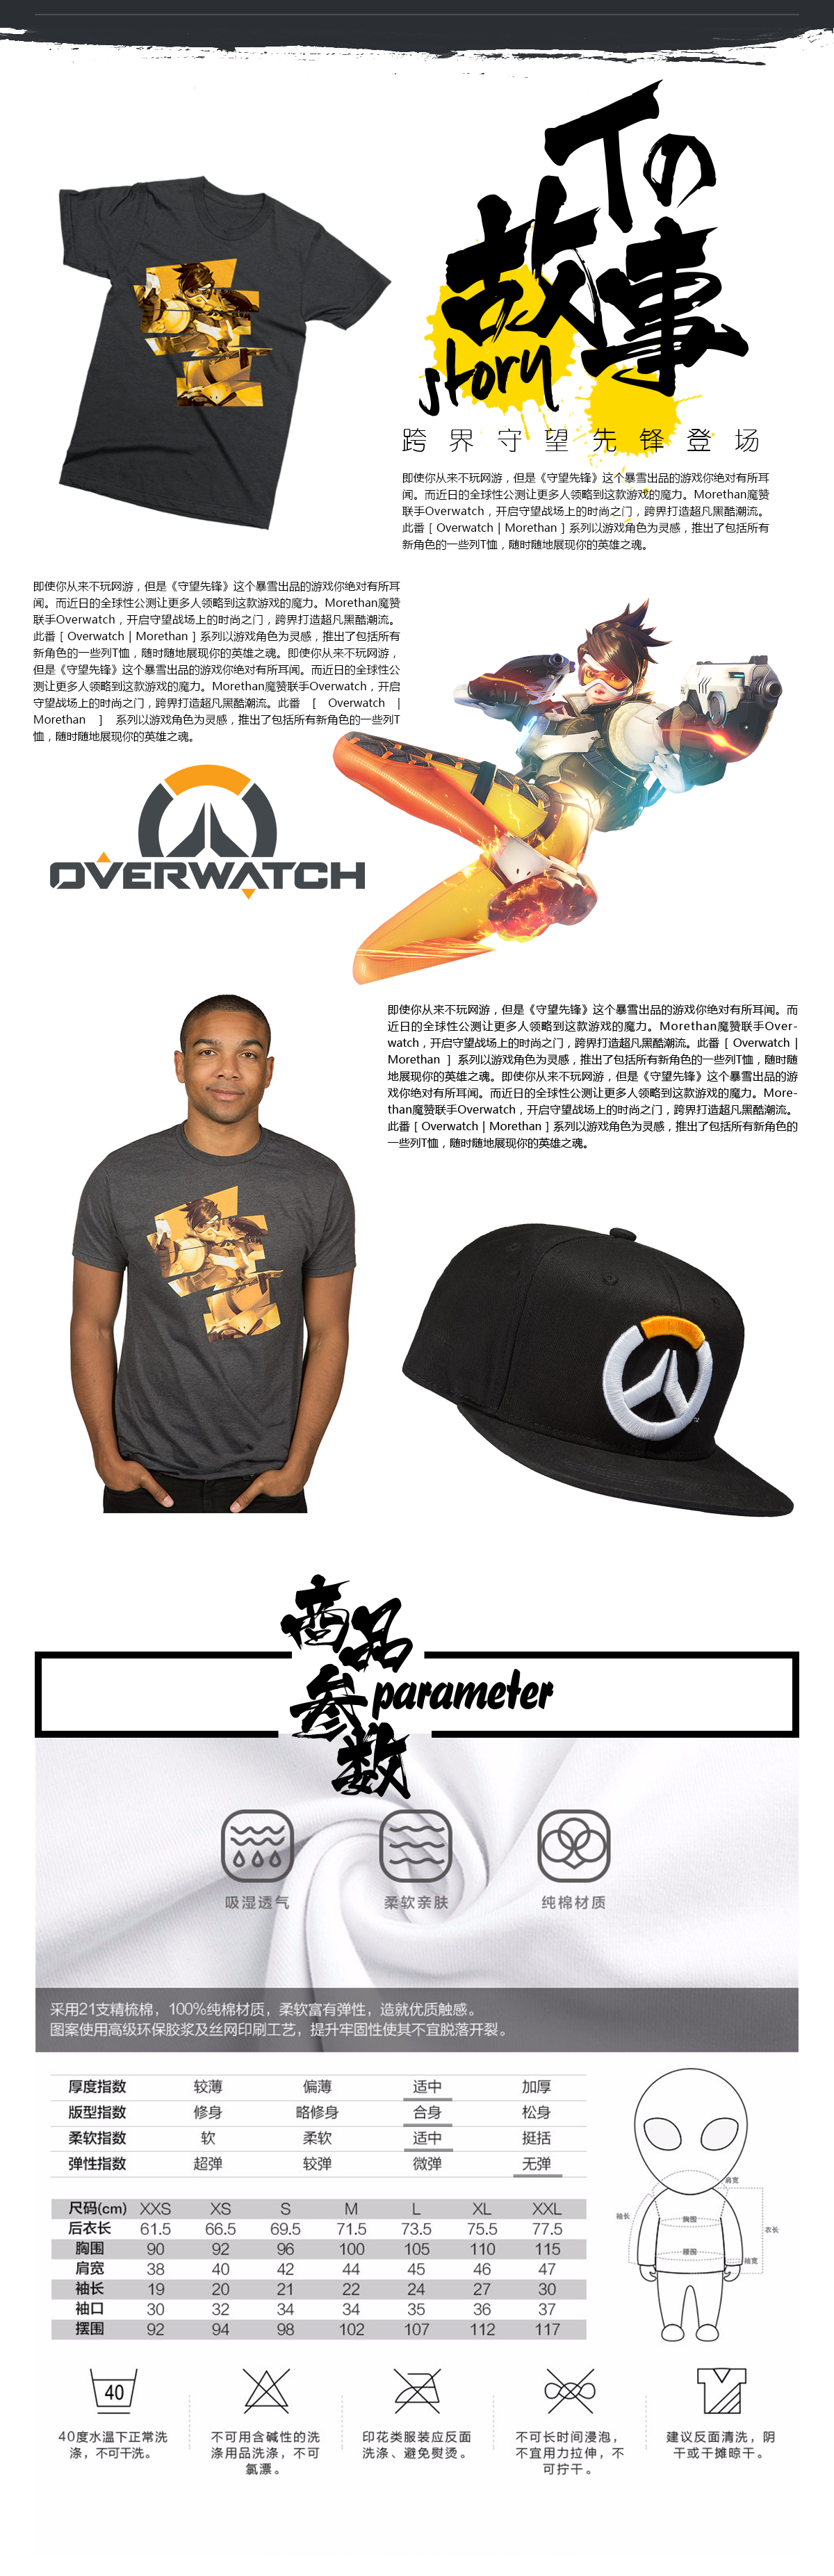 Tの
故事
story
跨界守望先锋登场
即使你从来不玩网游，但是《守望先锋》这个暴雪出品的游戏你绝对有所耳
闻。而近日的全球性公测让更多人领略到这款游戏的魔力。Morethan魔赞
联手Overwatch，开启守望战场上的时尚之门，跨界打造超凡黑酷潮流。
此番 [ Overwatch | Morethan ] 系列以游戏角色为灵感，推出了包括所有
新角色的一些列T恤，随时随地展现你的英雄之魂。
即使你从来不玩网游，但是《守望先锋》这个暴雪出品的游戏你绝对有所耳
闻。而近日的全球性公测让更多人领略到这款游戏的魔力。Morethan魔赞
联手Overwatch，开启守望战场上的时尚之门，跨界打造超凡黑酷潮流。
此番 [ Overwatch | Morethan ] 系列以游戏角色为灵感，推出了包括所有
新角色的一些列T恤，随时随地展现你的英雄之魂。即使你从来不玩网游，
但是《守望先锋》这个暴雪出品的游戏你绝对有所耳闻。而近日的全球性公
测让更多人领略到这款游戏的魔力。Morethan魔赞联手Overwatch，开启
守望战场上的时尚之门，跨界打造超凡黑酷潮流。此番 [ Overwatch |
Morethan ] 系列以游戏角色为灵感，推出了包括所有新角色的一些列T
恤，随时随地展现你的英雄之魂。
OVERWATCH
即使你从来不玩网游，但是《守望先锋》这个暴雪出品的游戏你绝对有所耳闻。而
近日的全球性公测让更多人领略到这款游戏的魔力。Morethan魔赞联手Over-
watch，开启守望战场上的时尚之门，跨界打造超凡黑酷潮流。此番 [ Overwatch |
Morethan ] 系列以游戏角色为灵感，推出了包括所有新角色的一些列T恤，随时随
地展现你的英雄之魂。即使你从来不玩网游，但是《守望先锋》这个暴雪出品的游
戏你绝对有所耳闻。而近日的全球性公测让更多人领略到这款游戏的魔力。More-
than魔赞联手Overwatch，开启守望战场上的时尚之门，跨界打造超凡黑酷潮流。
此番 [ Overwatch | Morethan ] 系列以游戏角色为灵感，推出了包括所有新角色的
一些列T恤，随时随地展现你的英雄之魂。
商品
参数
parameter
吸湿透气 柔软亲肤 纯棉材质
采用21支精梳棉，100%纯棉材质，柔软富有弹性，造就优质触感。
图案使用高级环保胶浆及丝网印刷工艺，提升牢固性使其不宜脱落开裂。
厚度指数 较薄 偏薄 适中 加厚
版型指数 修身 略修身 合身 松身
柔软指数 软 柔软 适中 挺括
弹性指数 超弹 较弹 微弹 无弹
尺码(cm) XXS XS S M L XL XXL
后衣长 61.5 66.5 69.5 71.5 73.5 75.5 77.5
胸围 90 92 96 100 105 110 115
肩宽 38 40 42 44 45 46 47
袖长 19 20 21 22 24 27 30
袖口 30 32 34 34 35 36 37
摆围 92 94 98 102 107 112 117
肩宽
袖长
胸围
衣长
腰围
袖宽
40
40度水温下正常洗
涤，不可干洗。
不可用含碱性的洗
涤用品洗涤，不可
氯漂。
印花类服装应反面
洗涤、避免熨烫。
不可长时间浸泡，
不宜用力拉伸，不
可拧干。
建议反面清洗，阴
干或干摊晾干。